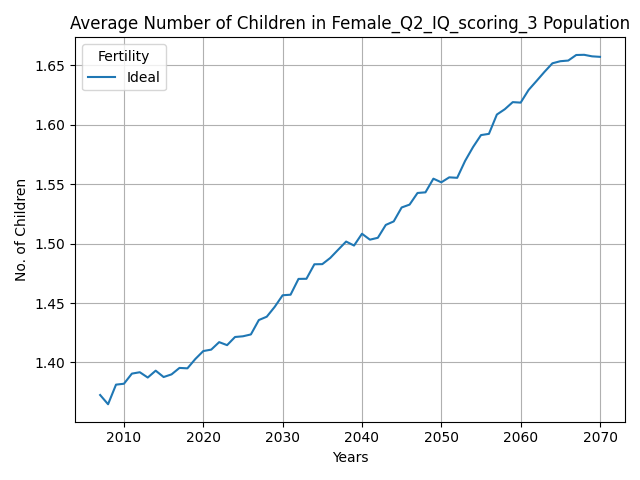 Average Number of Children in Female_Q2_IQ_scoring_3 Population
Fertility
Ideal
No. of Children
1.65
1.60
1.55
1.50
1.45
1.40
2010 2020 2030 2040 2050 2060 2070
Years